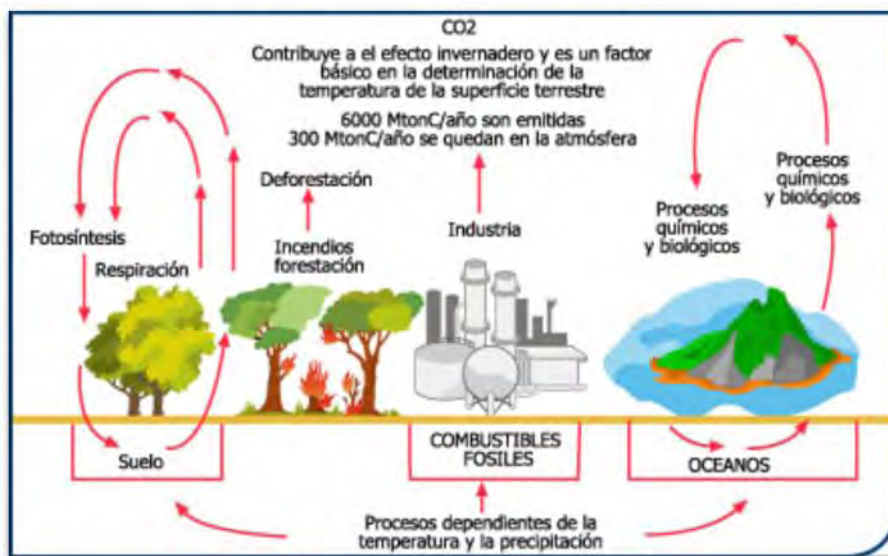 CO2
Contribuye a el efecto invernadero y es un factor
básico en la determinación de la
temperatura de la superficie terrestre
6000 MtonC/año son emitidas
300 MtonC/año se quedan en la atmósfera
Deforestación
Fotosíntesis
Respiración
Incendios
forestación
Industria
Procesos
químicos
y biológicos
Procesos
químicos
y biológicos
Suelo
COMBUSTIBLES
FOSILES
OCEANOS
Procesos dependientes de la
temperatura y la precipitación